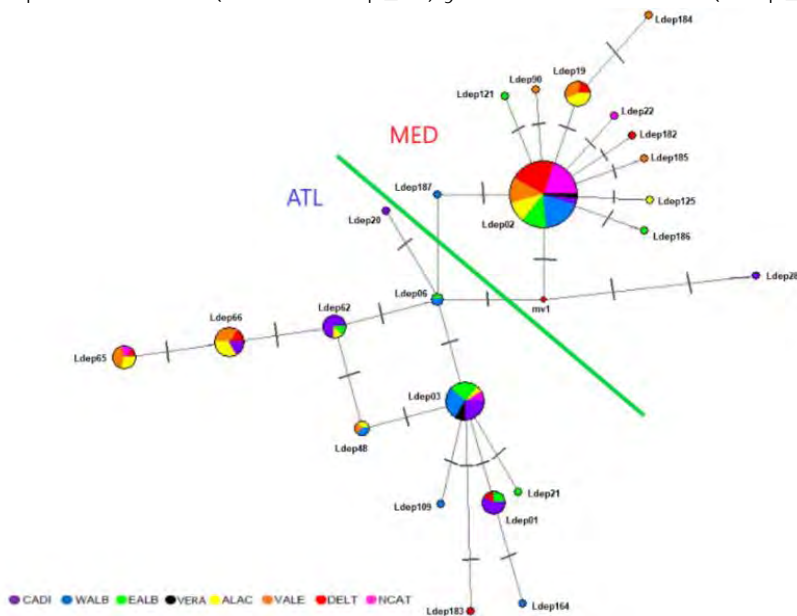 Ldep184
Ldep19
Ldep90
Ldep121
Ldep22
Ldep182
MED
Ldep185
Ldep187
ATL
Ldep125
Ldep20
Ldep02
Ldep186
Ldep28
Ldep06
mv1
Ldep62
Ldep66
Ldep65
Ldep03
Ldep48
Ldep21
Ldep109
Ldep01
Ldep183
Ldep164
CADI WALB EALB VERA ALAC VALE DELT NCAT